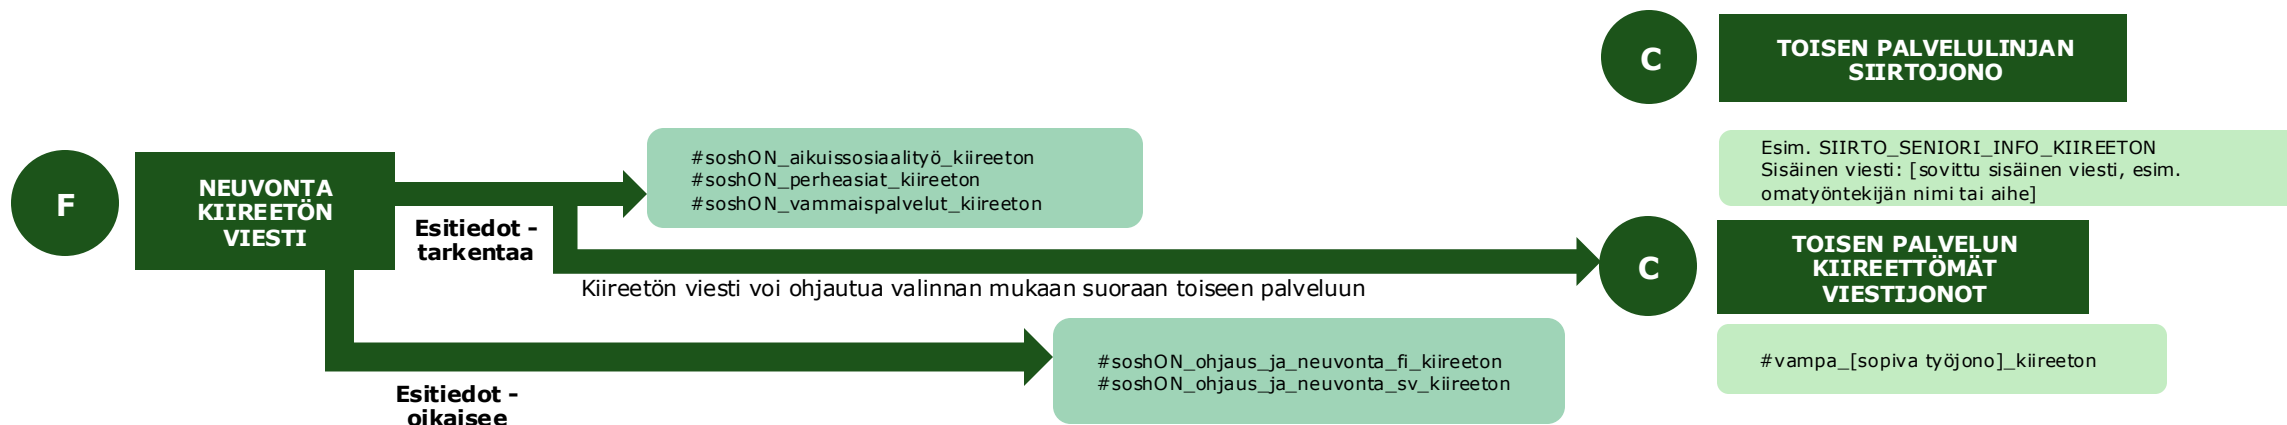 F
NEUVONTA
KIIREETÖN
VIESTI
Esitiedot –
tarkentaa
#soshON_aikuissosiaalityö_kiireeton
#soshON_perheasiat_kiireeton
#soshON_vammaispalvelut_kiireeton
Kiireetön viesti voi ohjautua valinnan mukaan suoraan toiseen palveluun
Esitiedot –
oikaisee
#soshON_ohjaus_ja_neuvonta_fi_kiireeton
#soshON_ohjaus_ja_neuvonta_sv_kiireeton
C
TOISEN PALVELULINJAN
SIIRTOJONO
Esim. SIIRTO_SENIORI_INFO_KIIREETON
Sisäinen viesti: [sovittu sisäinen viesti, esim.
omatyöntekijän nimi tai aihe]
C
TOISEN PALVELUN
KIIREETTÖMÄT
VIESTIJONOT
#vampa_[sopiva työjono]_kiireeton